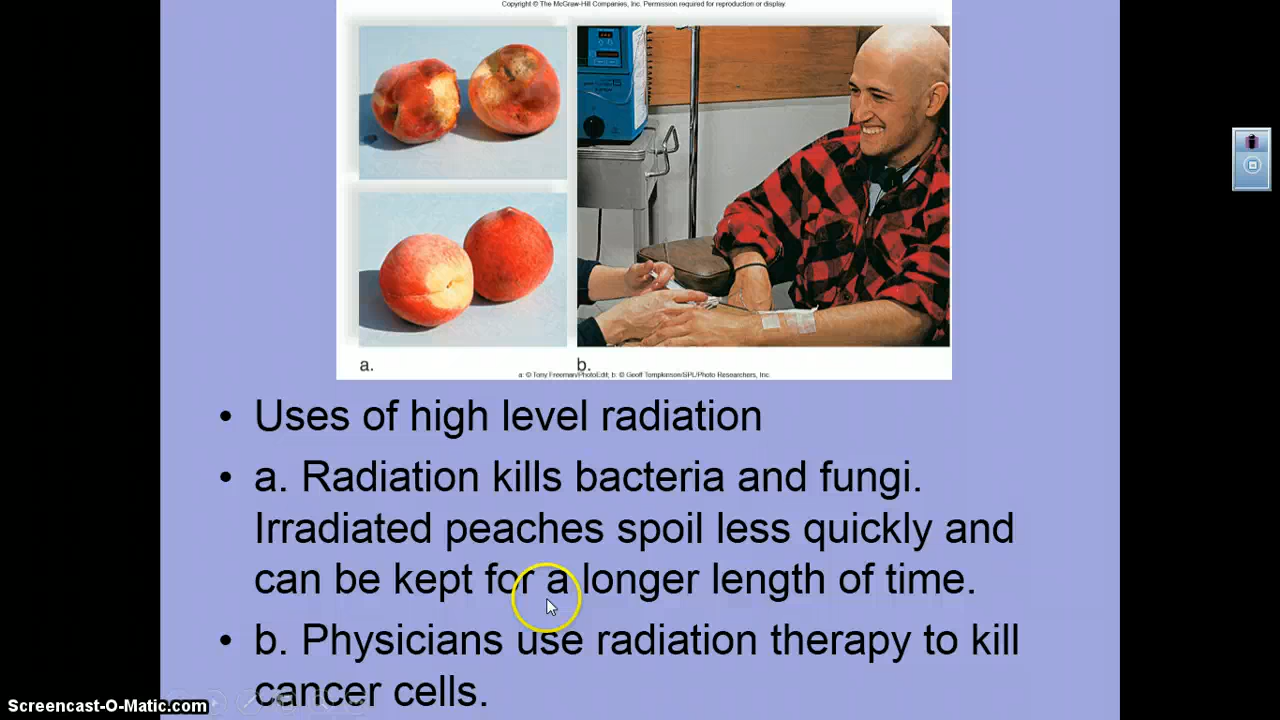 Copyright © The McGraw-Hill Companies, Inc. Permission required for reproduction or display.
a.
b.
a: © Tony Freeman/PhotoEdit; b: © Geoff Tompkinson/SPL/Photo Researchers, Inc.
• Uses of high level radiation
• a. Radiation kills bacteria and fungi.
Irradiated peaches spoil less quickly and
can be kept for a longer length of time.
• b. Physicians use radiation therapy to kill
cancer cells.
Screencast-O-Matic.com